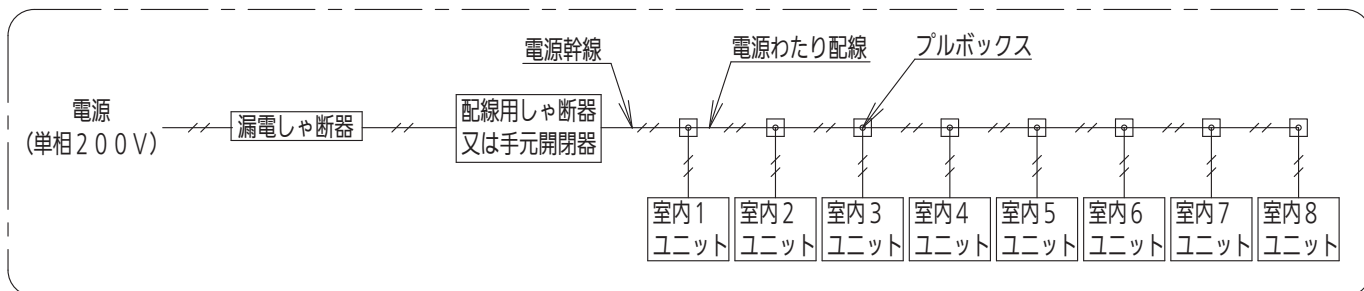 電源幹線
電源わたり配線
プルボックス
電源
(単相200V)
漏電しゃ断器
配線用しゃ断器
又は手元開閉器
室内1
ユニット
室内2
ユニット
室内3
ユニット
室内4
ユニット
室内5
ユニット
室内6
ユニット
室内7
ユニット
室内8
ユニット